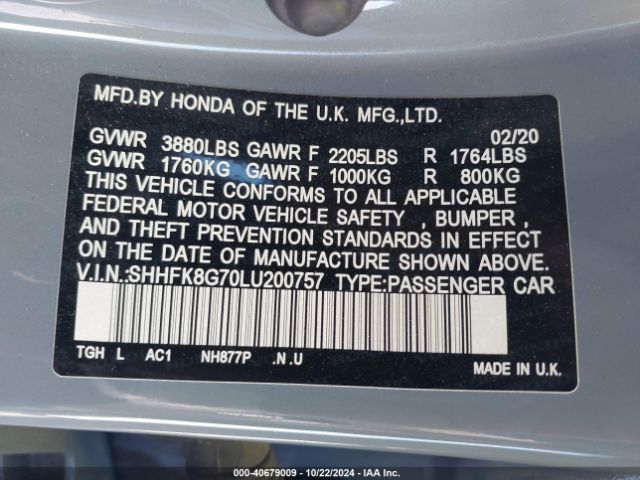 MFD.BY HONDA OF THE U.K. MFG.,LTD.
02/20
GVWR 3880LBS GAWR F 2205LBS R 1764LBS
GVWR 1760KG GAWR F 1000KG R 800KG
THIS VEHICLE CONFORMS TO ALL APPLICABLE
FEDERAL MOTOR VEHICLE SAFETY , BUMPER ,
AND THEFT PREVENTION STANDARDS IN EFFECT
ON THE DATE OF MANUFACTURE SHOWN ABOVE.
V.I.N.:SHHFK8G70LU200757 TYPE:PASSENGER CAR
TGH L AC1 NH877P .N.U
MADE IN U.K.
000-40679009 | 10/22/2024 | IAA Inc.